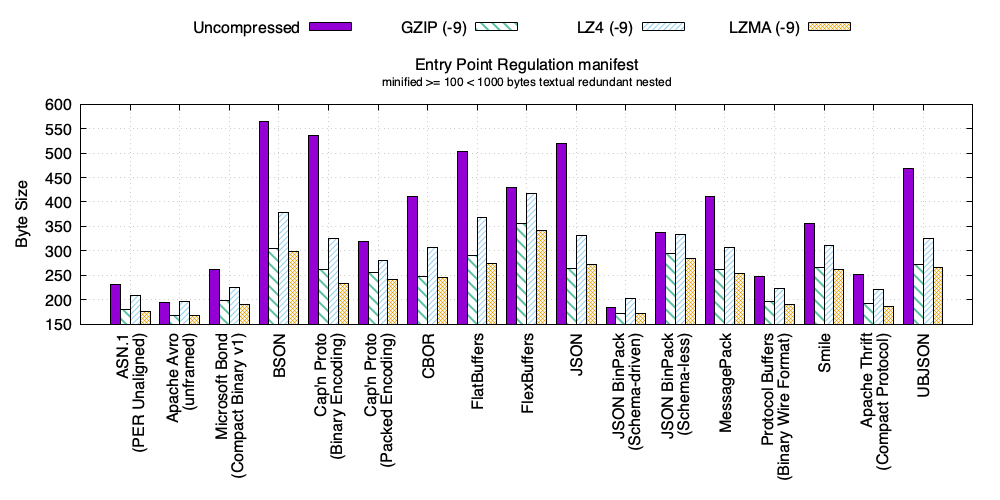 Uncompressed GZIP (-9) LZ4 (-9) LZMA (-9)
Entry Point Regulation manifest
minified >= 100 < 1000 bytes textual redundant nested
Byte Size
600
550
500
450
400
350
300
250
200
150
ASN.1
(PER Unaligned)
Apache Avro
(unframed)
Microsoft Bond
(Compact Binary v1)
BSON
Cap'n Proto
(Binary Encoding)
Cap'n Proto
(Packed Encoding)
CBOR
FlatBuffers
FlexBuffers
JSON
JSON BinPack
(Schema-driven)
JSON BinPack
(Schema-less)
MessagePack
Protocol Buffers
(Binary Wire Format)
Smile
Apache Thrift
(Compact Protocol)
UBJSON